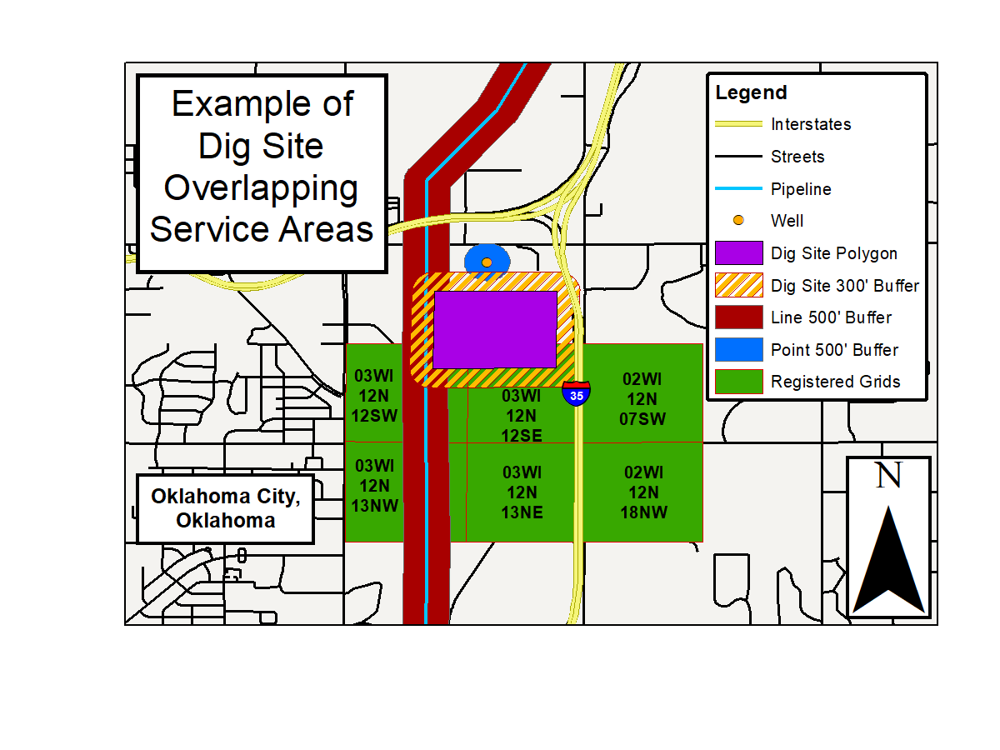 Example of
Dig Site
Overlapping
Service Areas
Legend
Interstates
Streets
Pipeline
Well
Dig Site Polygon
Dig Site 300' Buffer
Line 500' Buffer
Point 500' Buffer
Registered Grids
03WI
12N
12SW
03WI
12N
12SE
02WI
12N
07SW
35
03WI
12N
13NW
03WI
12N
13NE
02WI
12N
18NW
Oklahoma City,
Oklahoma
N